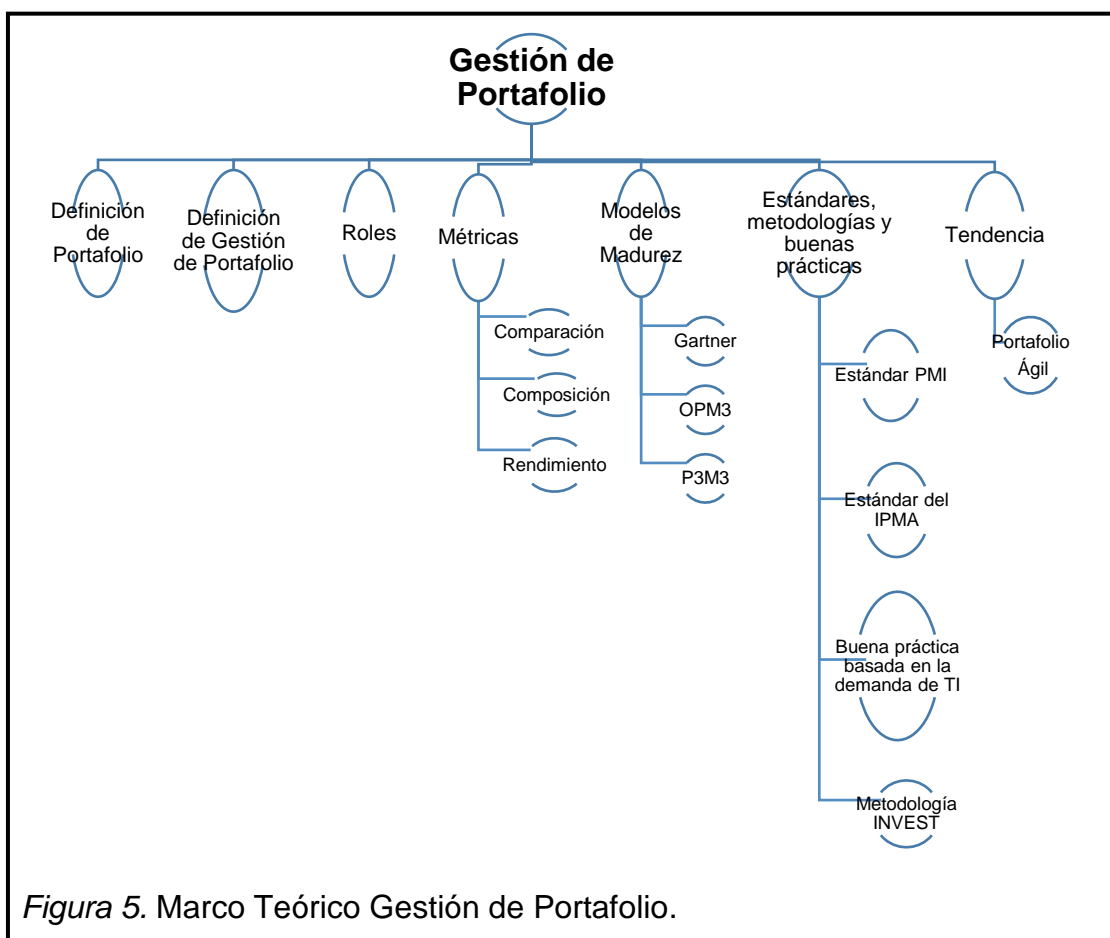 Gestión de
Portafolio
Definición
de
Portafolio
Definición
de Gestión
de Portafolio
Roles
Métricas
Comparación
Composición
Rendimiento
Modelos
de
Madurez
Gartner
OPM3
P3M3
Estándares,
metodologías y
buenas
prácticas
Estándar PMI
Estándar del
IPMA
Buena práctica
basada en la
demanda de TI
Metodología
INVEST
Tendencia
Portafolio
Ágil
Figura 5. Marco Teórico Gestión de Portafolio.